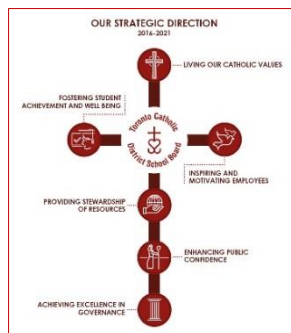 OUR STRATEGIC DIRECTION
2016-2021
LIVING OUR CATHOLIC VALUES
FOSTERING STUDENT
ACHIEVEMENT AND WELL BEING
Toronto Catholic
District School Board
INSPIRING AND
MOTIVATING EMPLOYEES
PROVIDING STEWARDSHIP
OF RESOURCES
ENHANCING PUBLIC
CONFIDENCE
ACHIEVING EXCELLENCE IN
GOVERNANCE